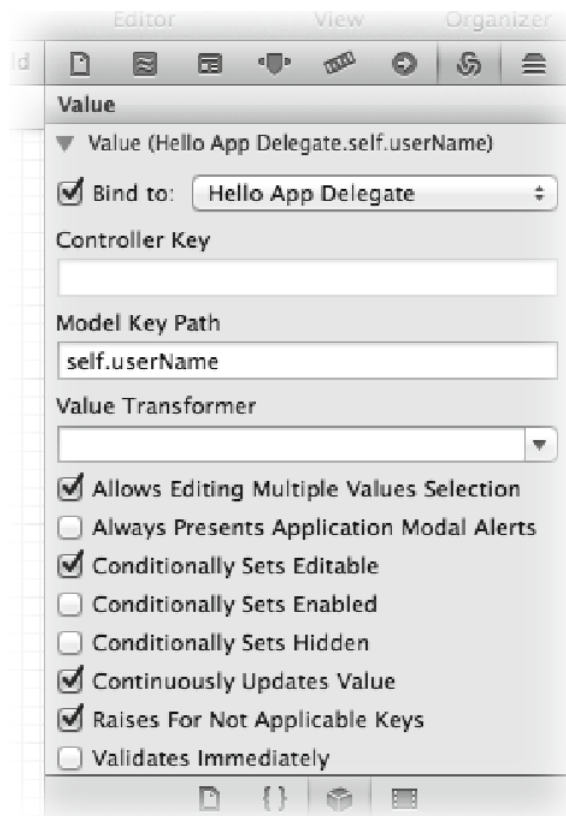 Editor View Organizer
ld
Value
Value (Hello App Delegate.self.userName)
Bind to: Hello App Delegate
Controller Key
Model Key Path
self.userName
Value Transformer
Allows Editing Multiple Values Selection
Always Presents Application Modal Alerts
Conditionally Sets Editable
Conditionally Sets Enabled
Conditionally Sets Hidden
Continuously Updates Value
Raises For Not Applicable Keys
Validates Immediately
{ }